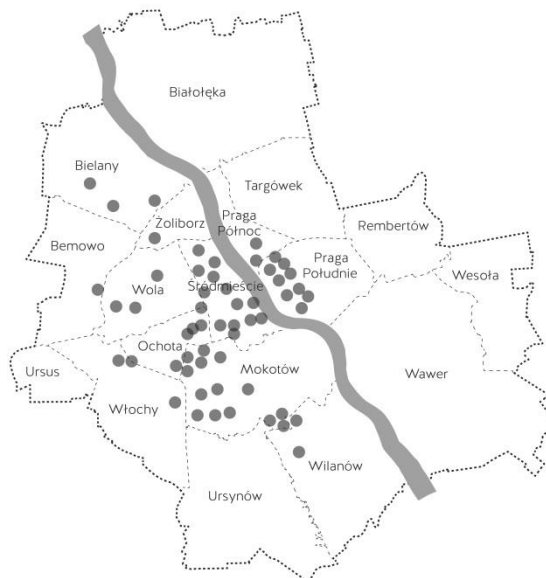 Białołęka
Bielany
Targówek
Żoliborz
Praga
Północ
Rembertów
Bemowo
Praga
Południe
Wesoła
Wola
Śródmieście
Ochota
Ursus
Mokotów
Wawer
Włochy
Wilanów
Ursynów